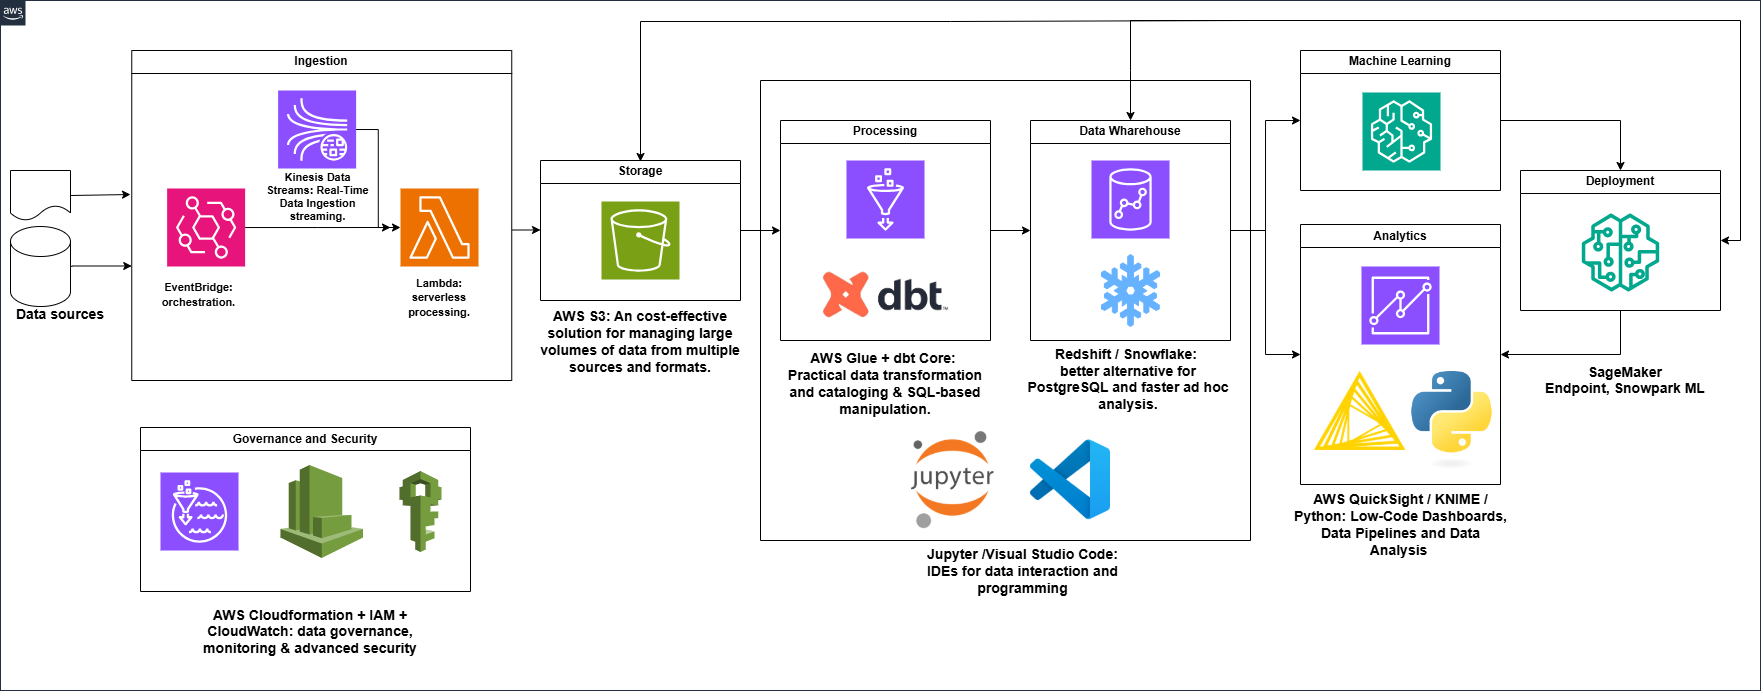 aws
Ingestion
Kinesis Data
Streams: Real-Time
Data Ingestion
streaming.
EventBridge:
orchestration.
Lambda:
serverless
processing.
Data sources
Storage
AWS S3: An cost-effective
solution for managing large
volumes of data from multiple
sources and formats.
Processing
dbt
AWS Glue + dbt Core:
Practical data transformation
and cataloging & SQL-based
manipulation.
Data Wharehouse
Redshift / Snowflake:
better alternative for
PostgreSQL and faster ad hoc
analysis.
jupyter
Jupyter /Visual Studio Code:
IDEs for data interaction and
programming
Machine Learning
Analytics
AWS QuickSight / KNIME /
Python: Low-Code Dashboards,
Data Pipelines and Data
Analysis
Deployment
SageMaker
Endpoint, Snowpark ML
Governance and Security
AWS Cloudformation + IAM +
CloudWatch: data governance,
monitoring & advanced security